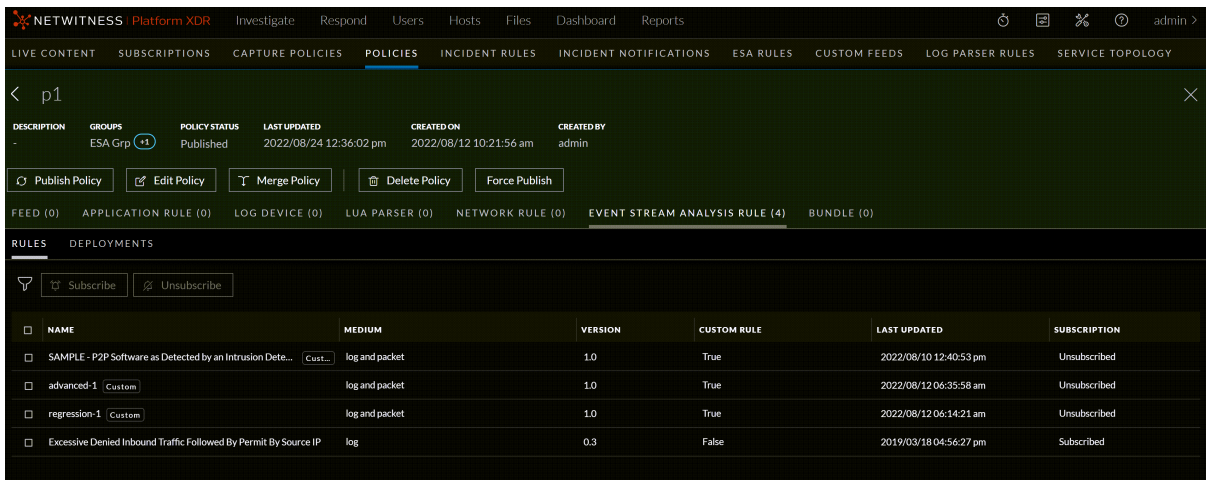 NETWITNESS Platform XDR Investigate Respond Users Hosts Files Dashboard Reports admin >
LIVE CONTENT SUBSCRIPTIONS CAPTURE POLICIES POLICIES INCIDENT RULES INCIDENT NOTIFICATIONS ESA RULES CUSTOM FEEDS LOG PARSER RULES SERVICE TOPOLOGY
p1
DESCRIPTION GROUPS POLICY STATUS LAST UPDATED CREATED ON CREATED BY
- ESA Grp +1 Published 2022/08/24 12:36:02 pm 2022/08/12 10:21:56 am admin
Publish Policy Edit Policy Merge Policy Delete Policy Force Publish
FEED (0) APPLICATION RULE (0) LOG DEVICE (0) LUA PARSER (0) NETWORK RULE (0) EVENT STREAM ANALYSIS RULE (4) BUNDLE (0)
RULES DEPLOYMENTS
Subscribe Unsubscribe
NAME MEDIUM VERSION CUSTOM RULE LAST UPDATED SUBSCRIPTION
SAMPLE - P2P Software as Detected by an Intrusion Dete... Cust... log and packet 1.0 True 2022/08/10 12:40:53 pm Unsubscribed
advanced-1 Custom log and packet 1.0 True 2022/08/12 06:35:58 am Unsubscribed
regression-1 Custom log and packet 1.0 True 2022/08/12 06:14:21 am Unsubscribed
Excessive Denied Inbound Traffic Followed By Permit By Source IP log 0.3 False 2019/03/18 04:56:27 pm Subscribed